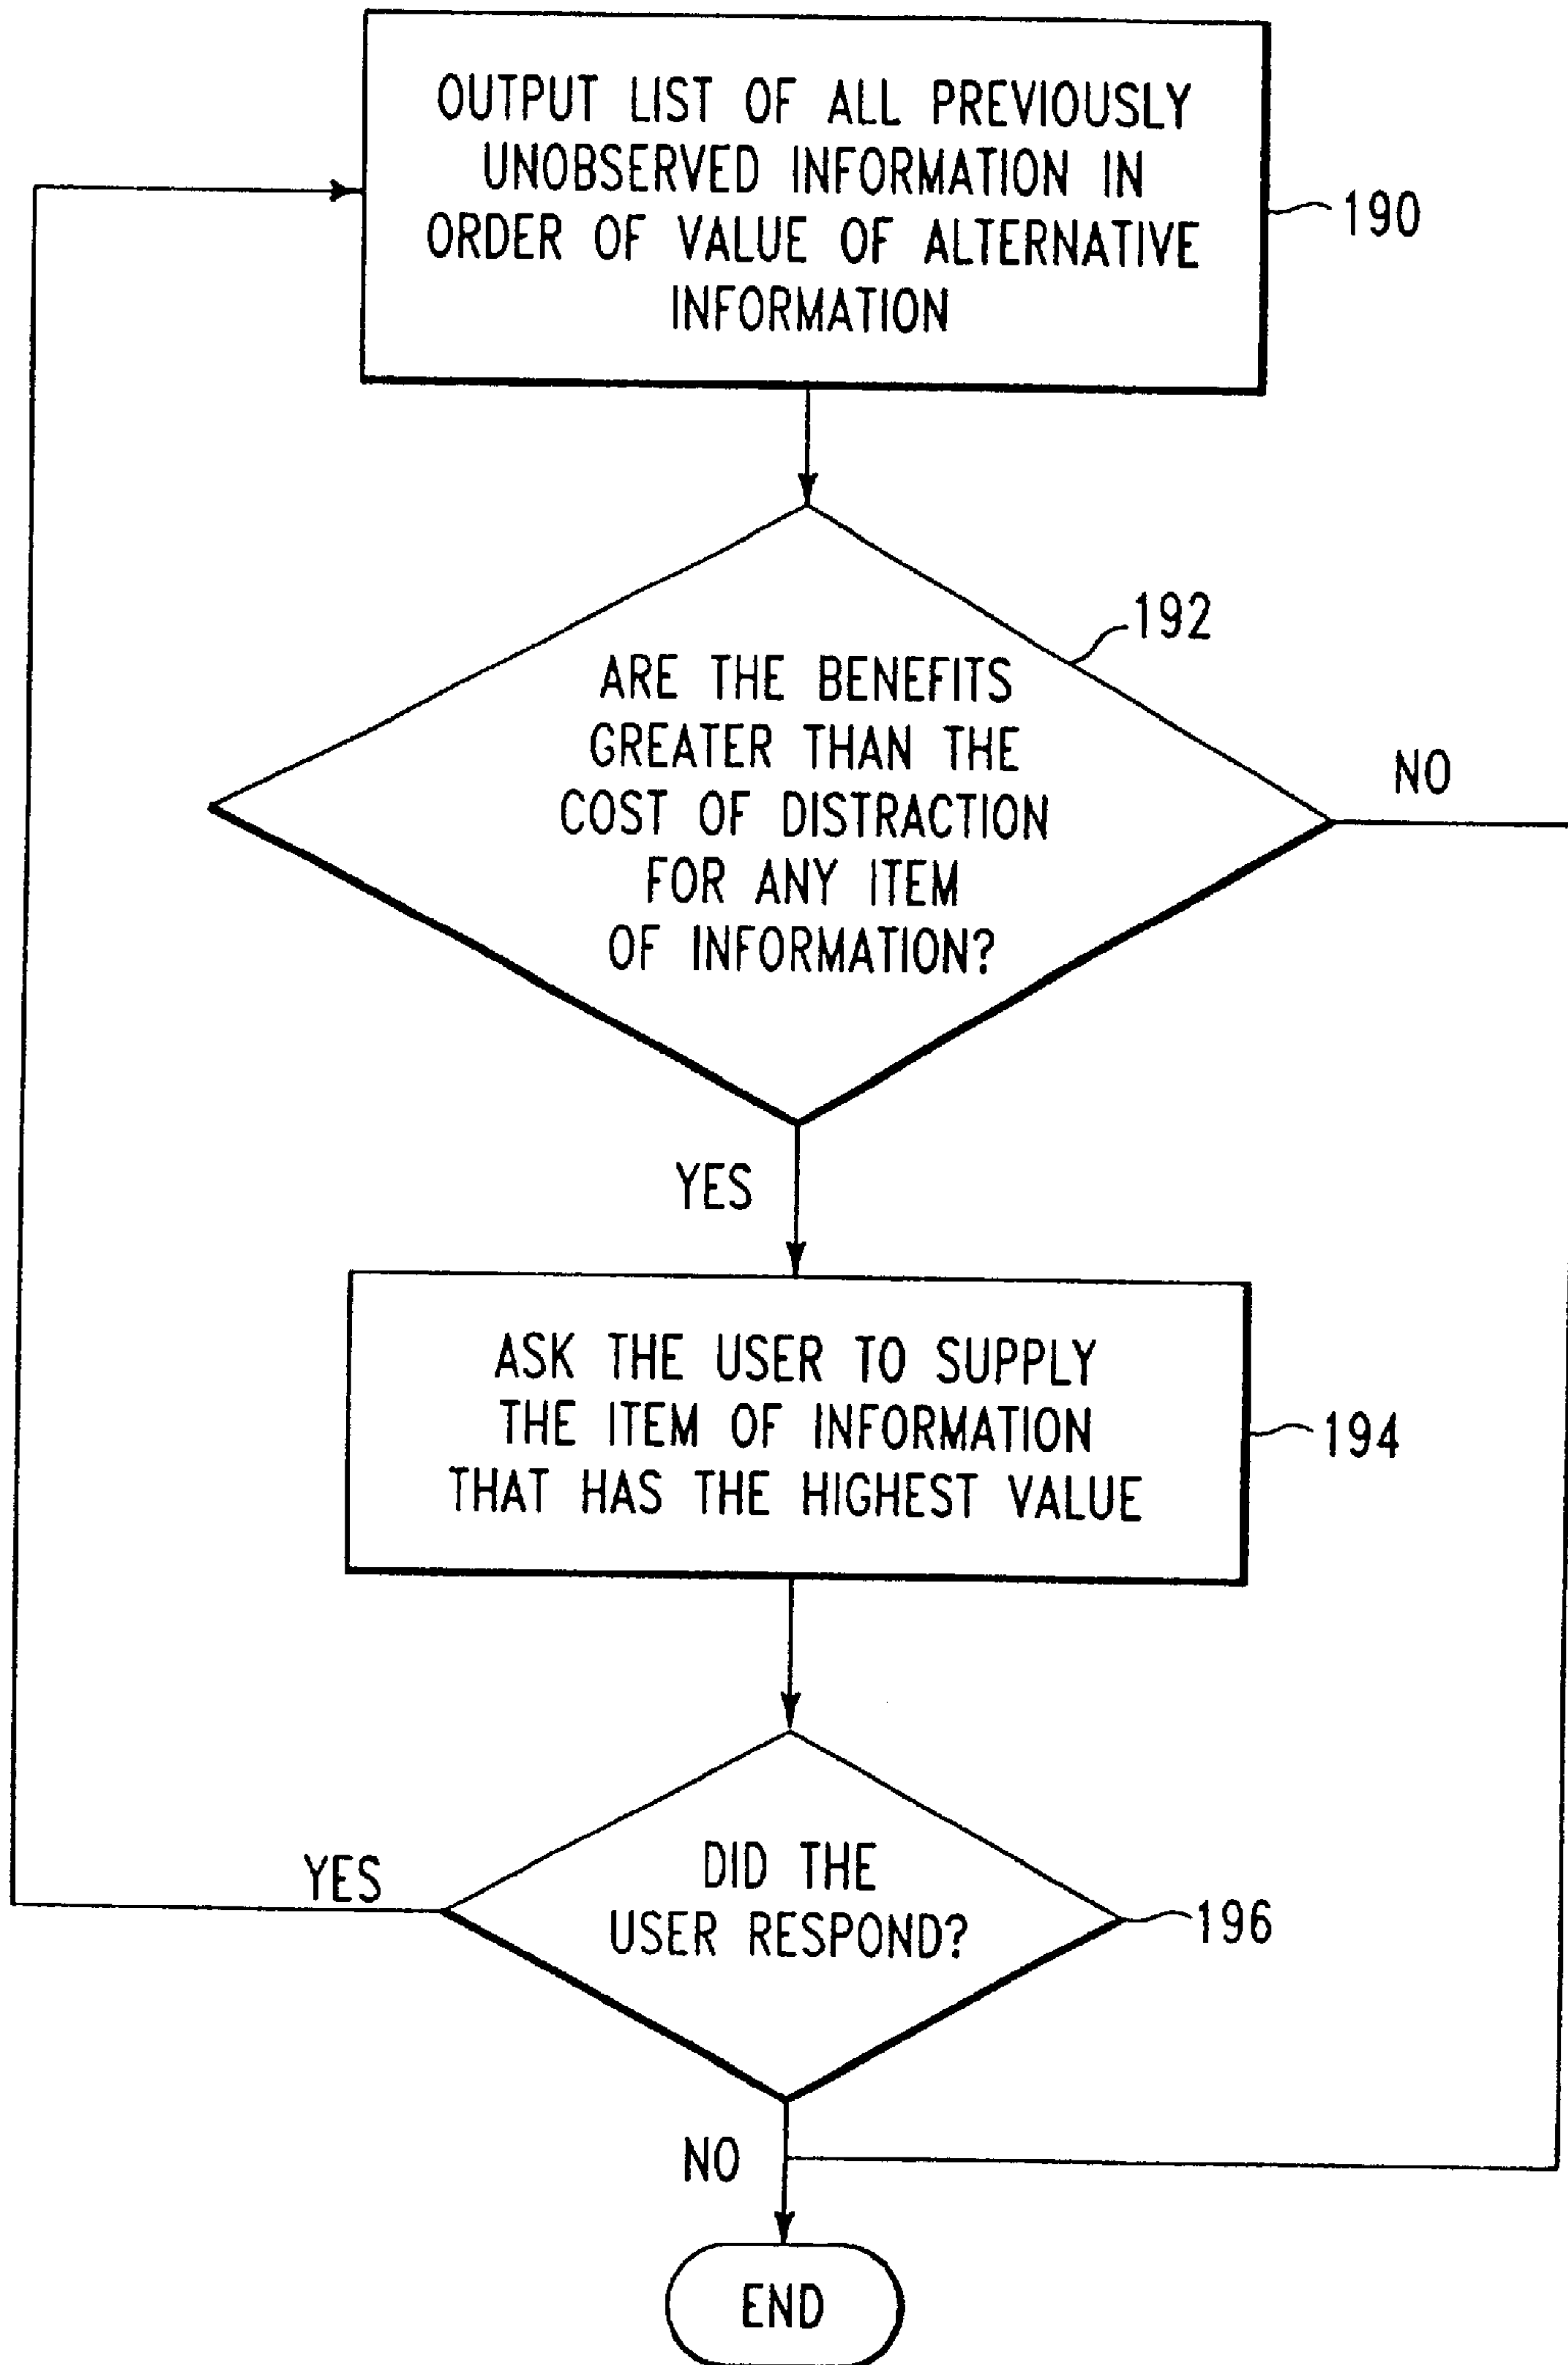 OUTPUT LIST OF ALL PREVIOUSLY
UNOBSERVED INFORMATION IN
ORDER OF VALUE OF ALTERNATIVE
INFORMATION
190
192
ARE THE BENEFITS
GREATER THAN THE
COST OF DISTRACTION
FOR ANY ITEM
OF INFORMATION?
NO
YES
ASK THE USER TO SUPPLY
THE ITEM OF INFORMATION
THAT HAS THE HIGHEST VALUE
194
DID THE
USER RESPOND?
YES
196
NO
END